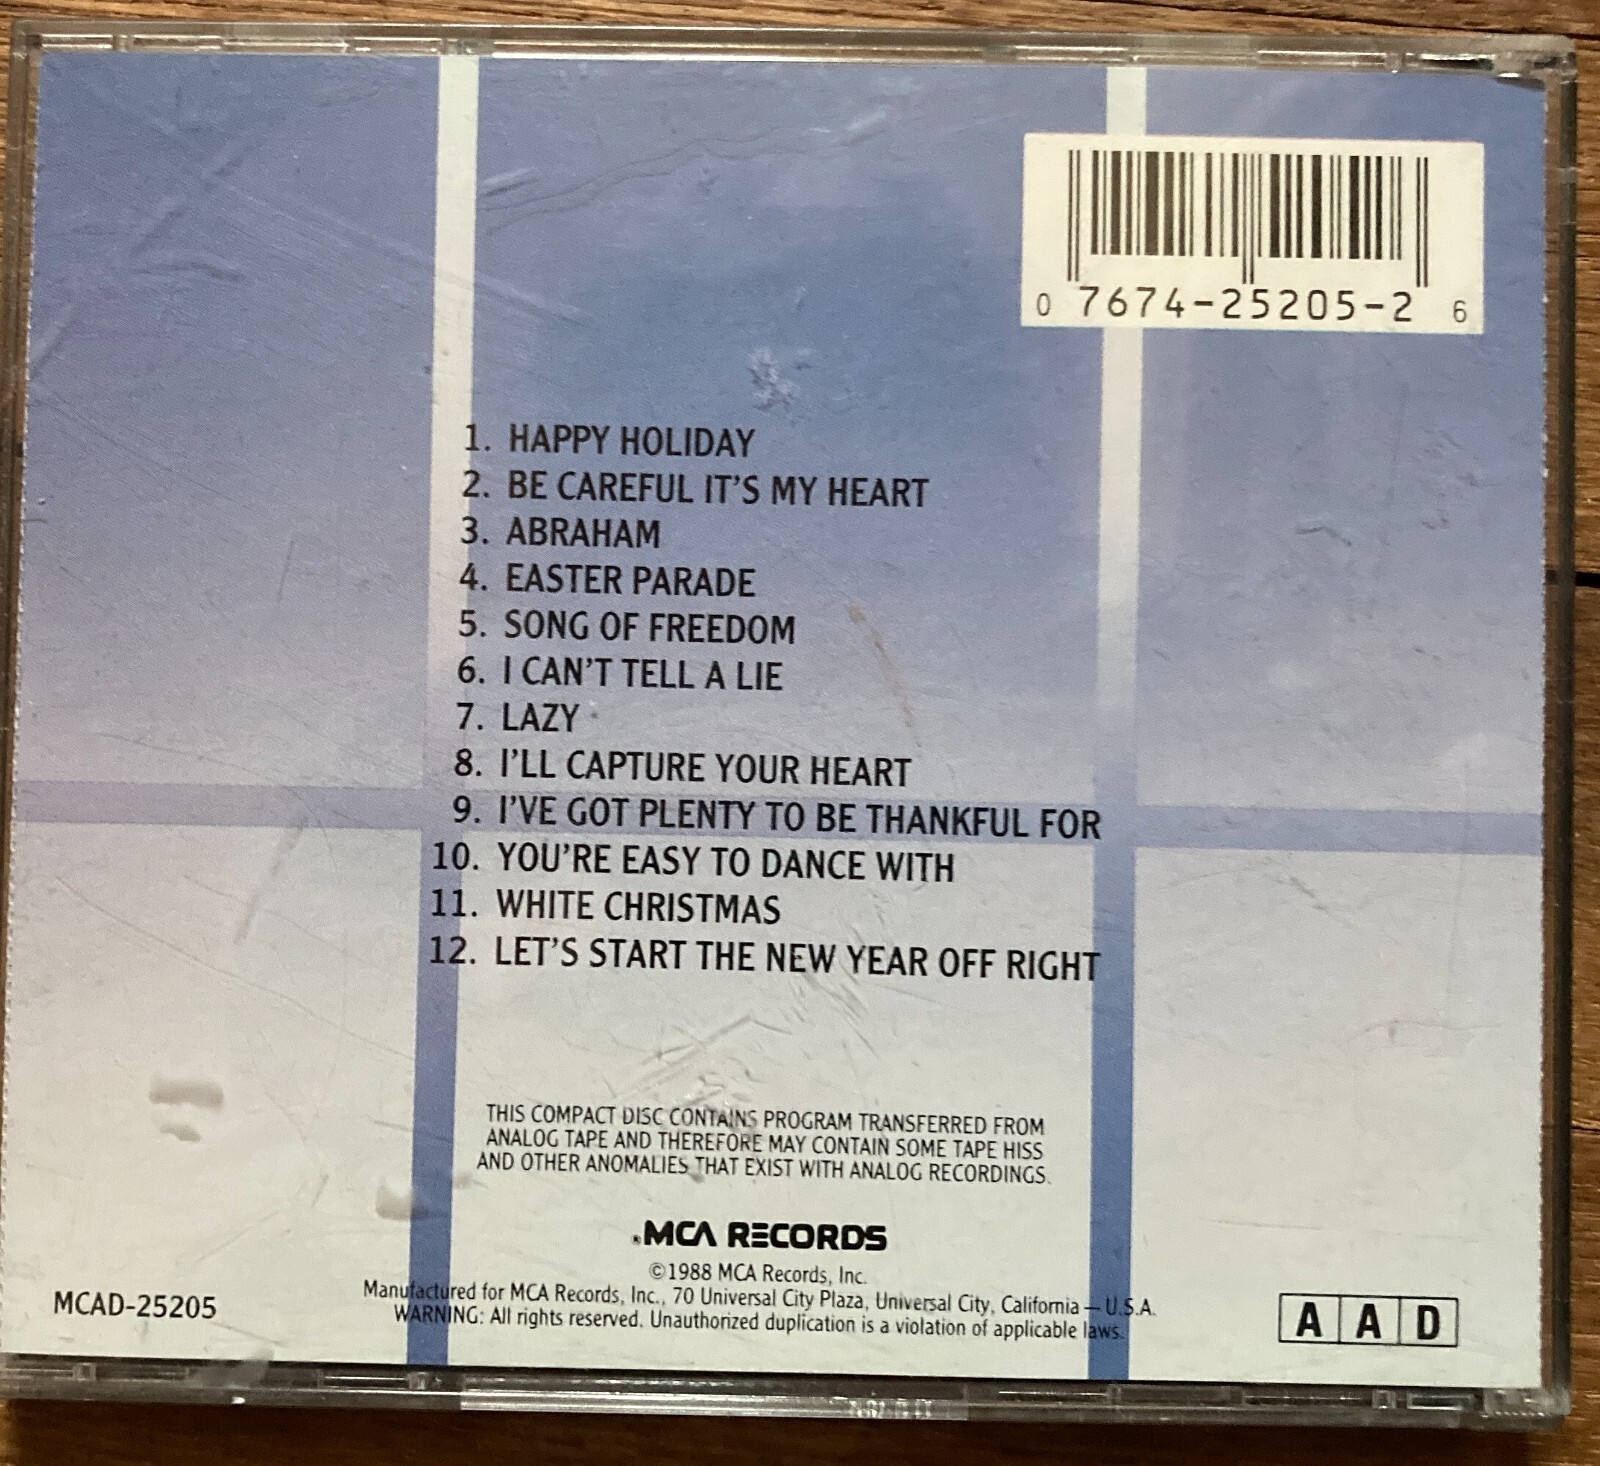 0 7674-25205-2 6
1. HAPPY HOLIDAY
2. BE CAREFUL IT'S MY HEART
3. ABRAHAM
4. EASTER PARADE
5. SONG OF FREEDOM
6. I CAN'T TELL A LIE
7. LAZY
8. I'LL CAPTURE YOUR HEART
9. I'VE GOT PLENTY TO BE THANKFUL FOR
10. YOU'RE EASY TO DANCE WITH
11. WHITE CHRISTMAS
12. LET'S START THE NEW YEAR OFF RIGHT
THIS COMPACT DISC CONTAINS PROGRAM TRANSFERRED FROM
ANALOG TAPE AND THEREFORE MAY CONTAIN SOME TAPE HISS
AND OTHER ANOMALIES THAT EXIST WITH ANALOG RECORDINGS.
MCA RECORDS
©1988 MCA Records, Inc.
Manufactured for MCA Records, Inc., 70 Universal City Plaza, Universal City, California — U.S.A.
WARNING: All rights reserved. Unauthorized duplication is a violation of applicable laws.
MCAD-25205
AAD